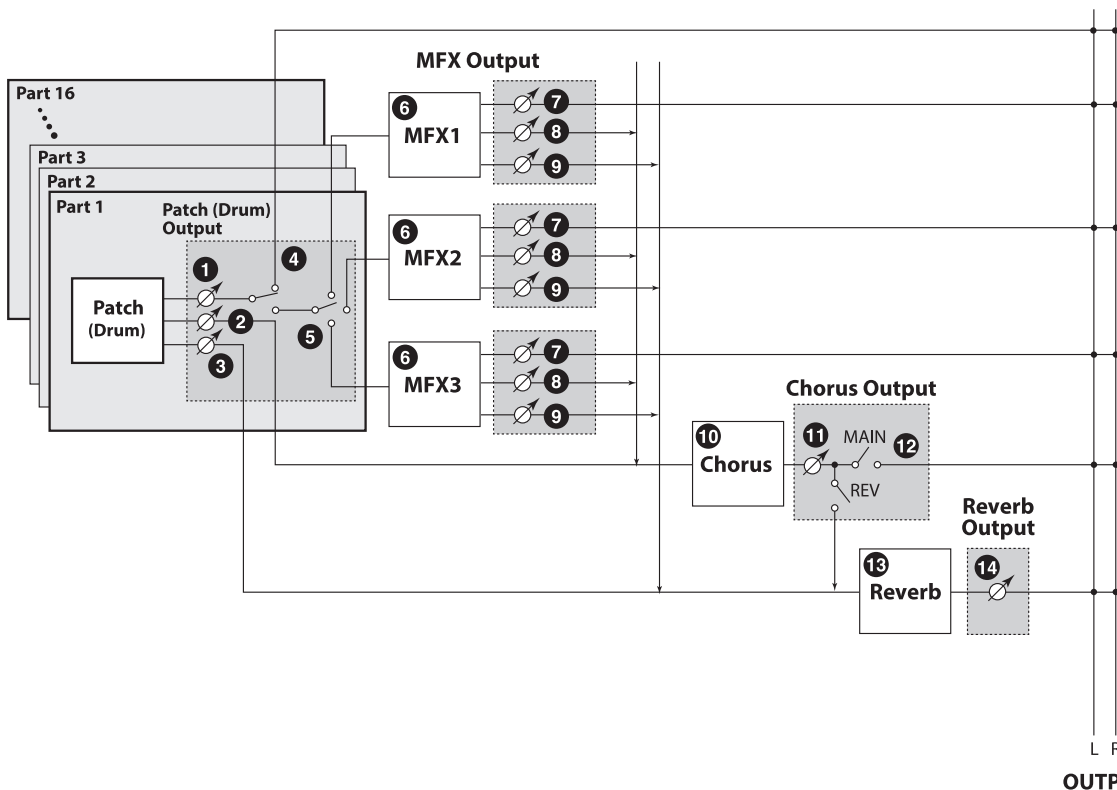 MFX Output
Part 16
Part 3
Part 2
Part 1
Patch (Drum)
Output
Patch
(Drum)
1
2
3
4
5
6
MFX1
7
8
9
6
MFX2
7
8
9
6
MFX3
7
8
9
Chorus Output
10
Chorus
11
MAIN
12
REV
Reverb
Output
13
Reverb
14
L
OUTP